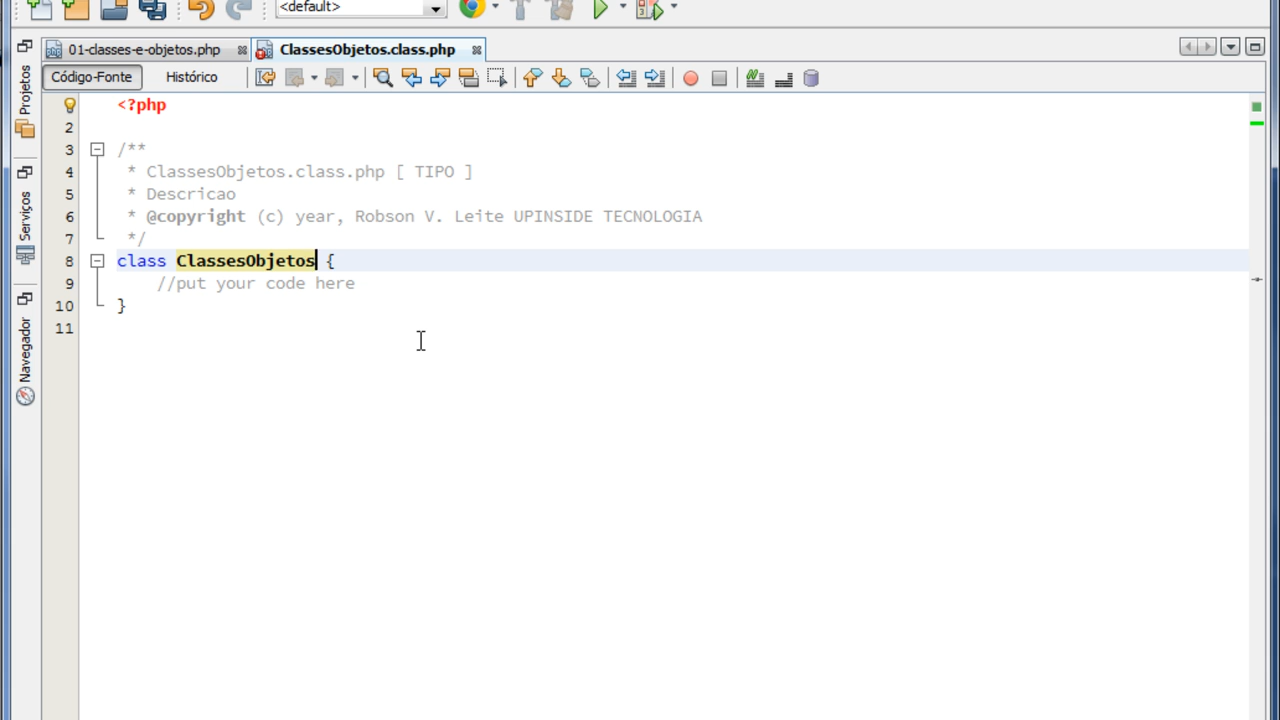 <default>
01-classes-e-objetos.php
ClassesObjetos.class.php
Código-Fonte
Histórico
Projetos
Serviços
Navegador
1 <?php
2
3 /**
4 * ClassesObjetos.class.php [ TIPO ]
5 * Descricao
6 * @copyright (c) year, Robson V. Leite UPINSIDE TECNOLOGIA
7 */
8 class ClassesObjetos {
9 //put your code here
10 }
11